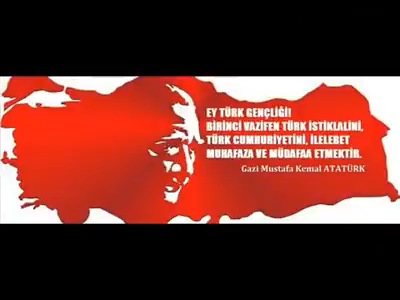 EY TÜRK GENÇLİĞİ!
BİRİNCİ VAZİFEN TÜRK İSTİKLALİNİ,
TÜRK CUMHURİYETİNİ, İLELEBET
MUHAFAZA VE MÜDAFAA ETMEKTİR.
Gazi Mustafa Kemal ATATÜRK